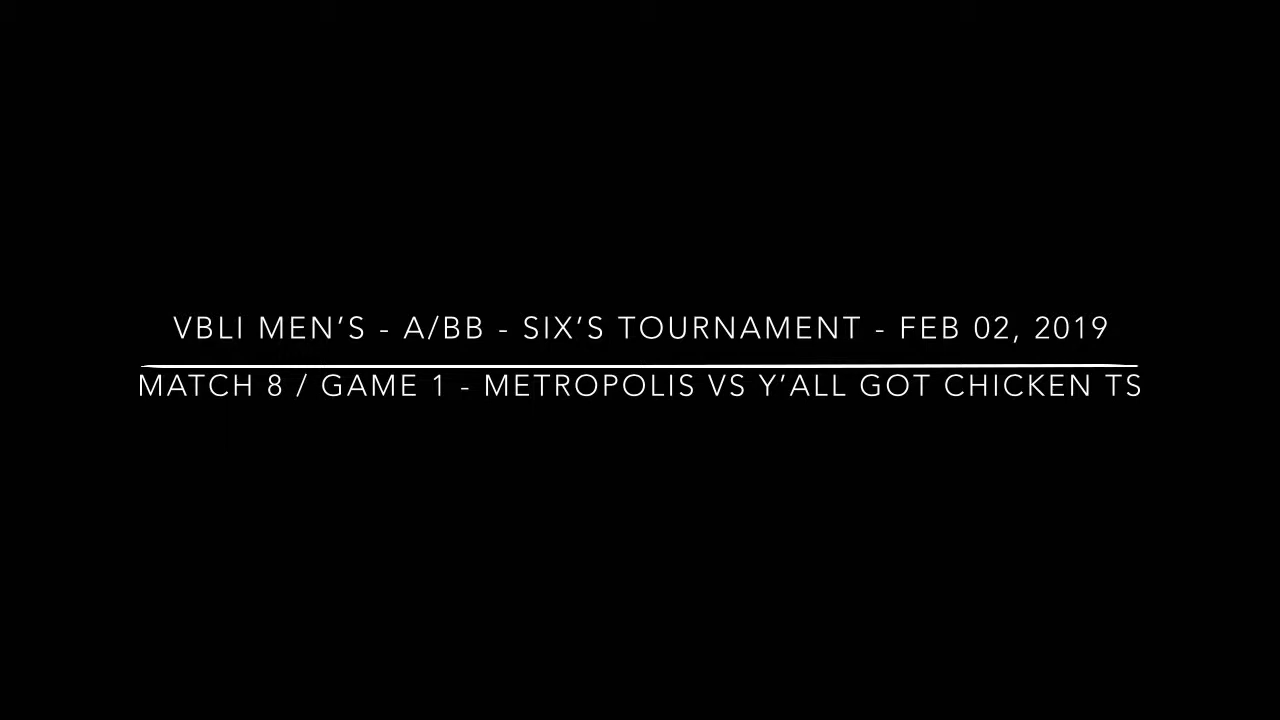 VBLI MEN’S - A/BB - SIX’S TOURNAMENT - FEB 02, 2019
MATCH 8 / GAME 1 - METROPOLIS VS Y’ALL GOT CHICKEN TS